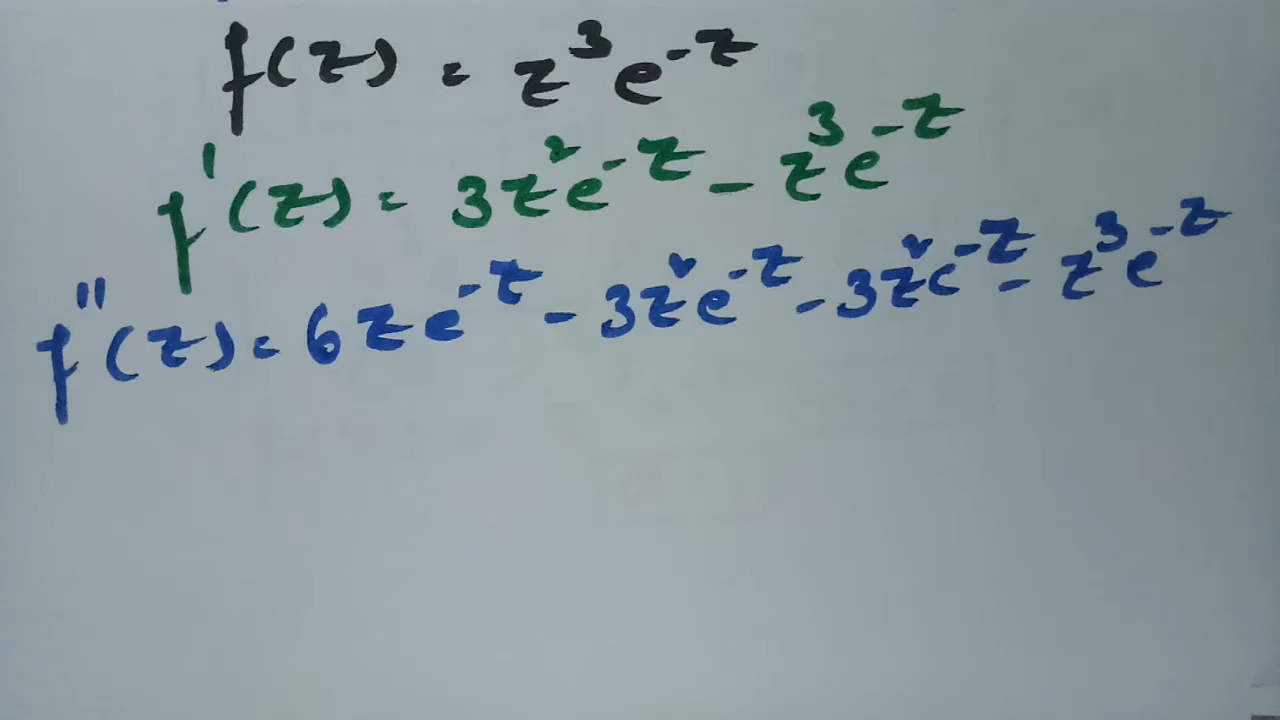 f(z) = z³e⁻ᶻ
f'(z) = 3z²e⁻ᶻ - z³e⁻ᶻ
f''(z) = 6ze⁻ᶻ - 3z²e⁻ᶻ - 3z²e⁻ᶻ - z³e⁻ᶻ